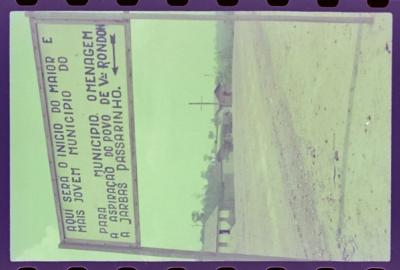 AQUI SERA O INICIO DO MAIOR E
MAIS JOVEM MUNICIPIO DO
PARA MUNICIPIO OMENAGEM
A ASPIRAÇÃO DO POVO DE Vª RONDON
A JARBAS PASSARINHO.